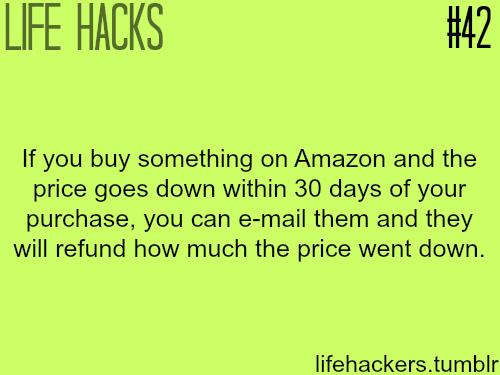 LIFE HACKS #42
If you buy something on Amazon and the
price goes down within 30 days of your
purchase, you can e-mail them and they
will refund how much the price went down.
lifehackers.tumblr